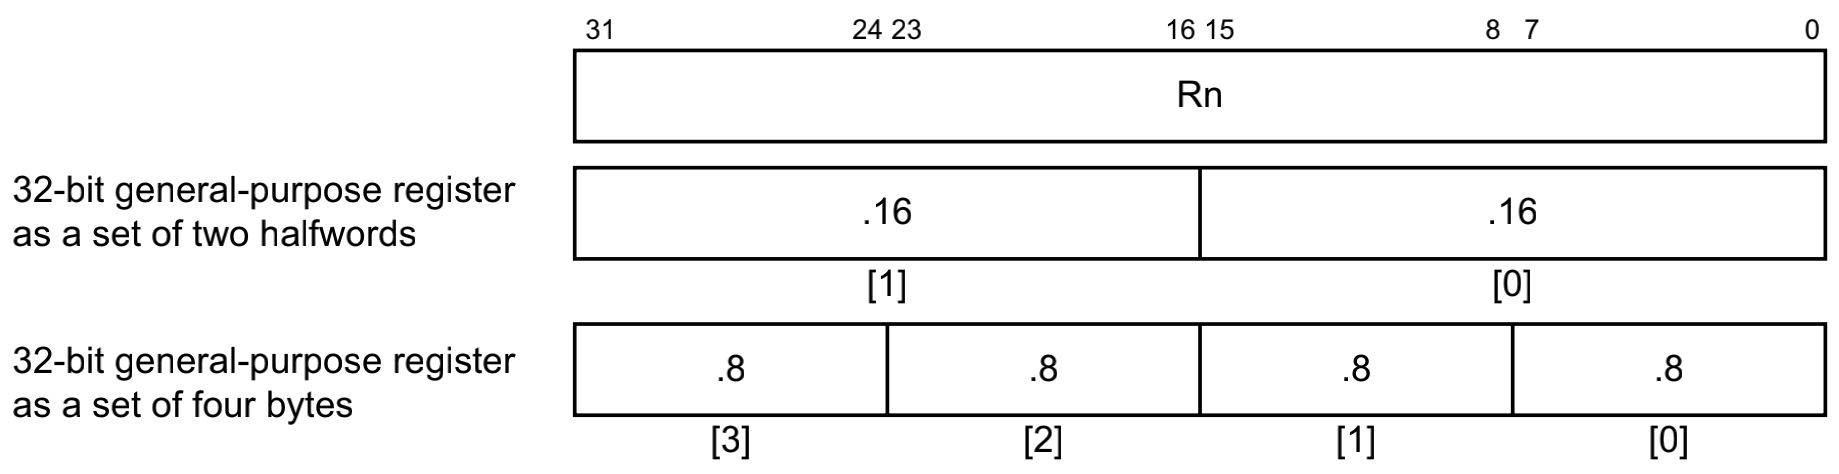 31 24 23 16 15 8 7 0
Rn
32-bit general-purpose register
as a set of two halfwords
.16 .16
[1] [0]
32-bit general-purpose register
as a set of four bytes
.8 .8 .8 .8
[3] [2] [1] [0]